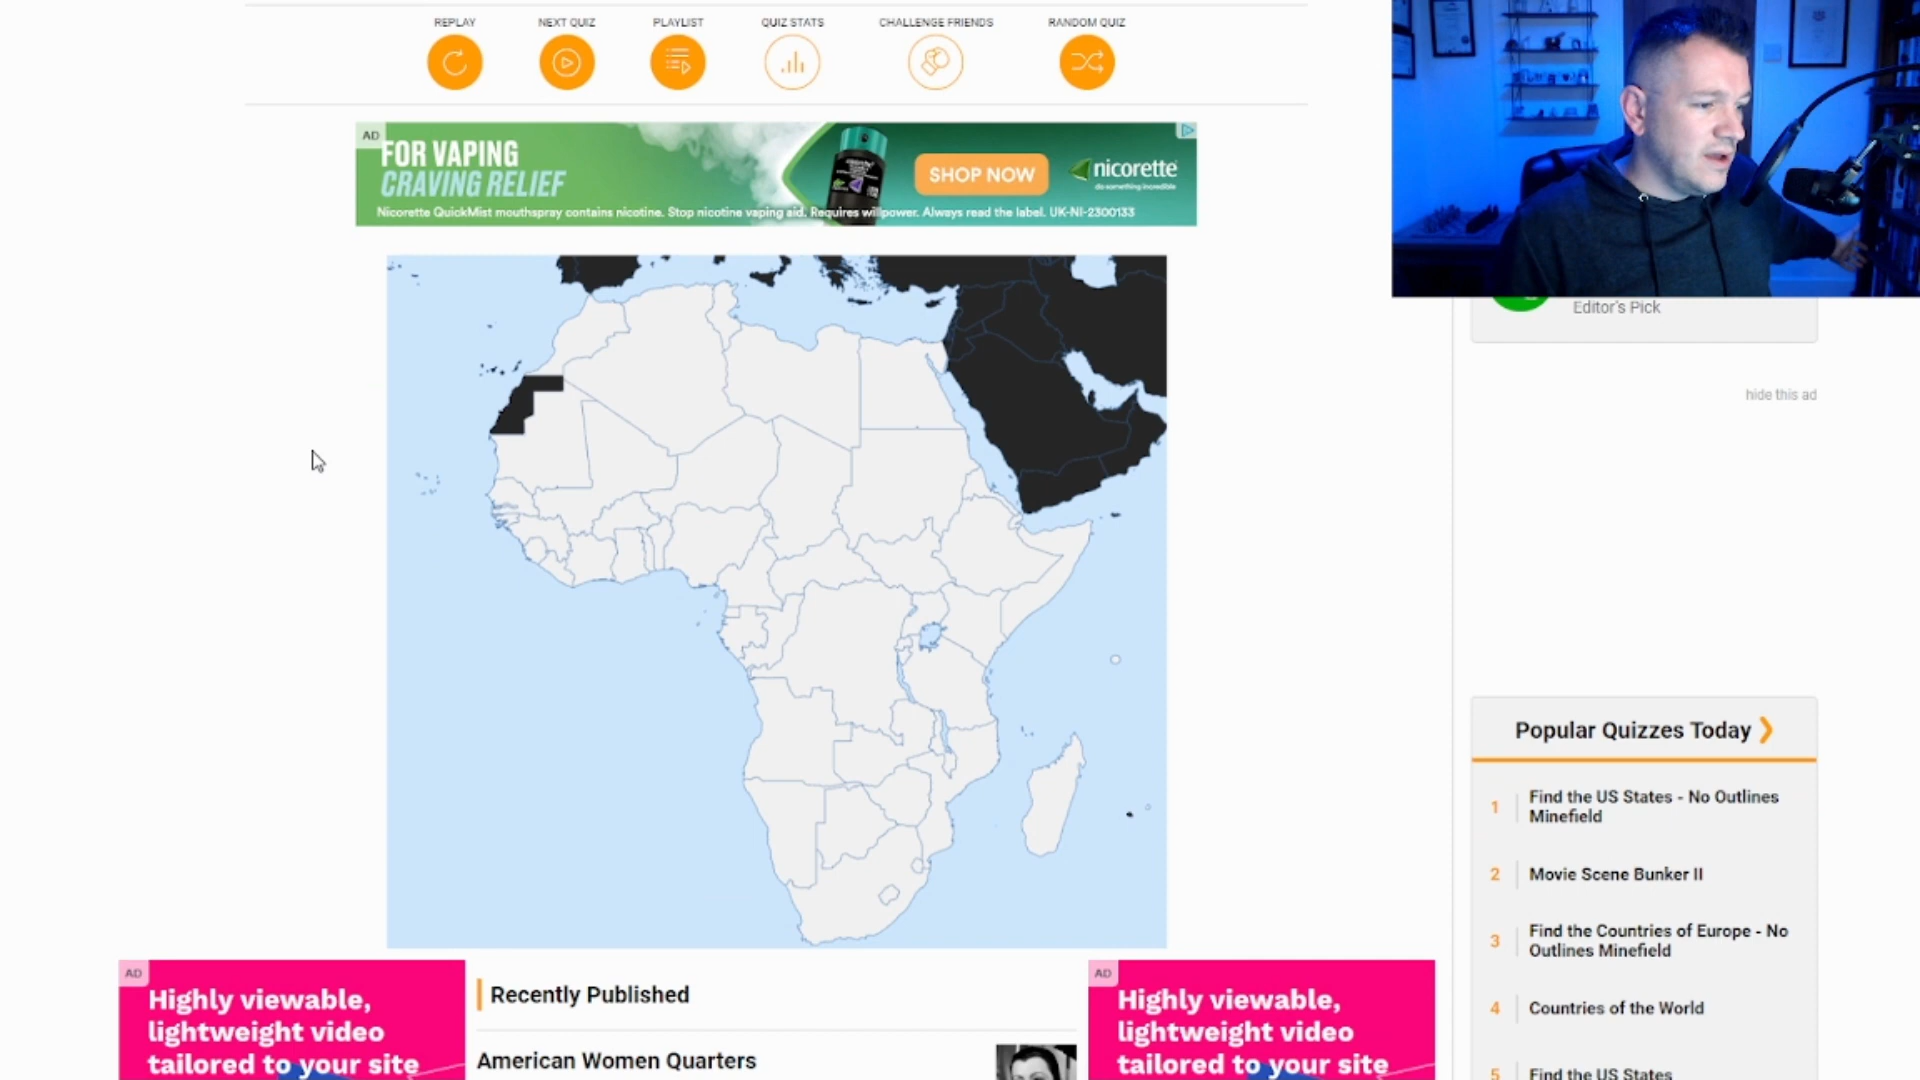 REPLAY
NEXT QUIZ
PLAYLIST
QUIZ STATS
CHALLENGE FRIENDS
RANDOM QUIZ
AD
FOR VAPING
CRAVING RELIEF
SHOP NOW
nicorette
do something incredible
Nicorette QuickMist mouthspray contains nicotine. Stop nicotine vaping aid. Requires willpower. Always read the label. UK-NI-2300133
Editor's Pick
hide this ad
Popular Quizzes Today
1 Find the US States - No Outlines
Minefield
2 Movie Scene Bunker II
3 Find the Countries of Europe - No
Outlines Minefield
4 Countries of the World
5 Find the US States
AD
Highly viewable,
lightweight video
tailored to your site
Recently Published
American Women Quarters
AD
Highly viewable,
lightweight video
tailored to your site